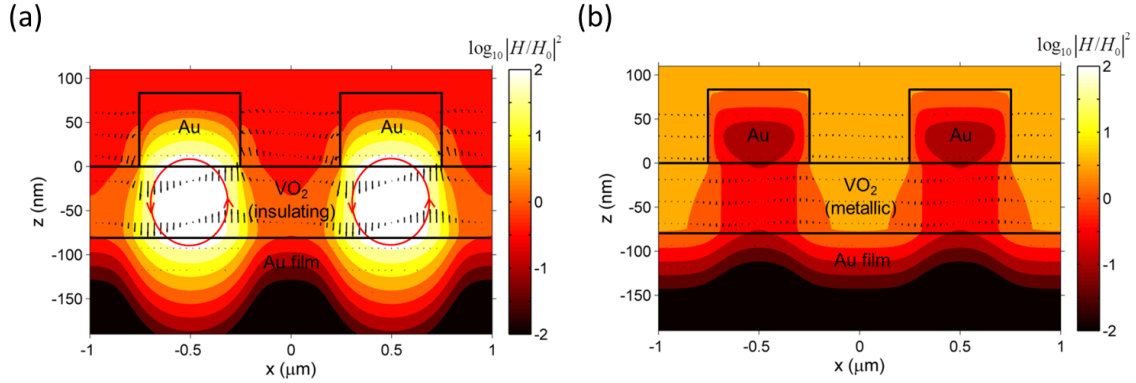 (a)
log₁₀|H/H₀|²
100
50
0
-50
-100
-150
z (nm)
Au
Au
VO₂
(insulating)
Au film
-1
-0.5
0
0.5
1
x (μm)
2
1
0
-1
-2
(b)
log₁₀|H/H₀|²
100
50
0
-50
-100
-150
z (nm)
Au
Au
VO₂
(metallic)
Au film
-1
-0.5
0
0.5
1
x (μm)
2
1
0
-1
-2